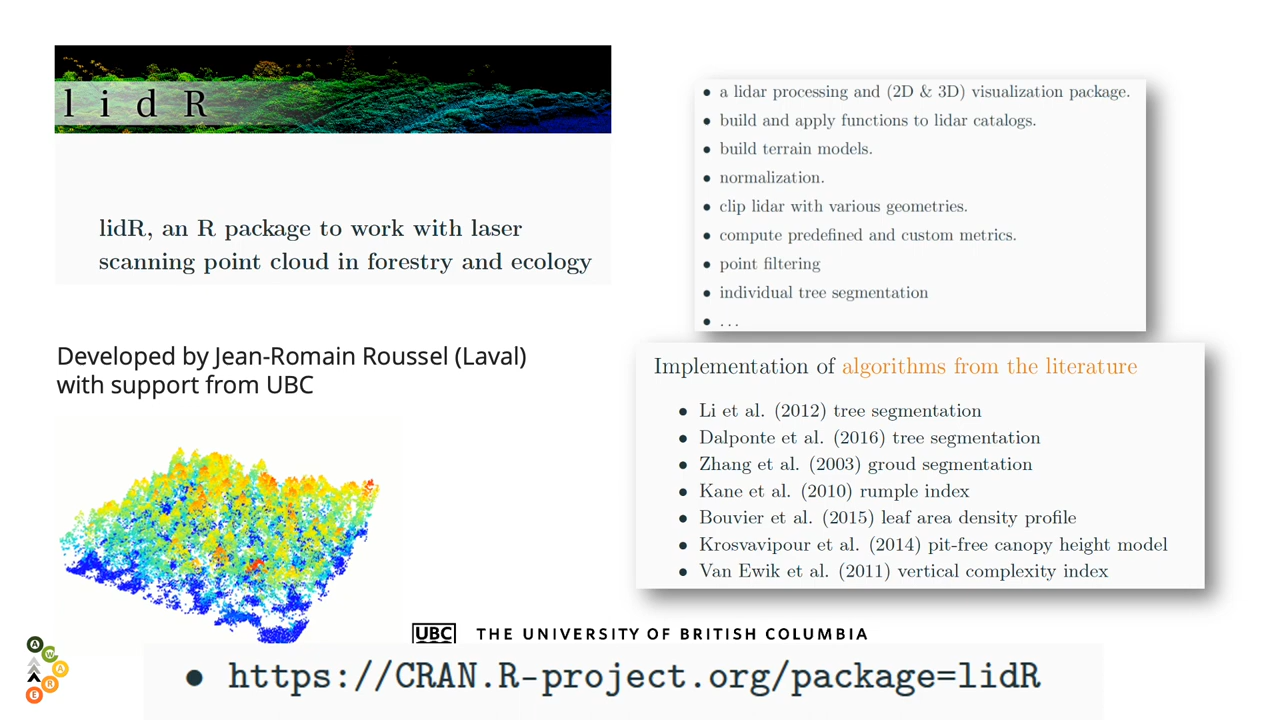 l i d R
lidR, an R package to work with laser
scanning point cloud in forestry and ecology
Developed by Jean-Romain Roussel (Laval)
with support from UBC
• a lidar processing and (2D & 3D) visualization package.
• build and apply functions to lidar catalogs.
• build terrain models.
• normalization.
• clip lidar with various geometries.
• compute predefined and custom metrics.
• point filtering
• individual tree segmentation
• ...
Implementation of algorithms from the literature
• Li et al. (2012) tree segmentation
• Dalponte et al. (2016) tree segmentation
• Zhang et al. (2003) groud segmentation
• Kane et al. (2010) rumple index
• Bouvier et al. (2015) leaf area density profile
• Krosvavipour et al. (2014) pit-free canopy height model
• Van Ewik et al. (2011) vertical complexity index
UBC THE UNIVERSITY OF BRITISH COLUMBIA
A
W
A
R
E
• https://CRAN.R-project.org/package=lidR